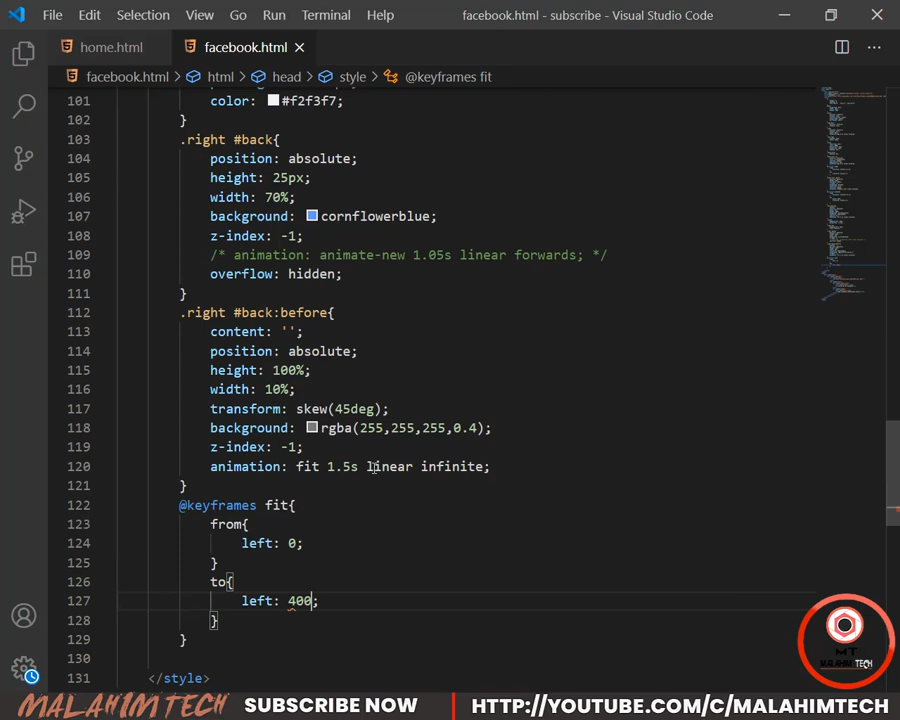 File Edit Selection View Go Run Terminal Help facebook.html - subscribe - Visual Studio Code
home.html facebook.html
facebook.html > html > head > style > @keyframes fit
101 color: #f2f3f7;
102 }
103 .right #back{
104 position: absolute;
105 height: 25px;
106 width: 70%;
107 background: cornflowerblue;
108 z-index: -1;
109 /* animation: animate-new 1.05s linear forwards; */
110 overflow: hidden;
111 }
112 .right #back:before{
113 content: '';
114 position: absolute;
115 height: 100%;
116 width: 10%;
117 transform: skew(45deg);
118 background: rgba(255,255,255,0.4);
119 z-index: -1;
120 animation: fit 1.5s linear infinite;
121 }
122 @keyframes fit{
123 from{
124 left: 0;
125 }
126 to{
127 left: 400;
128 }
129 }
130
131 </style>
MT
MALAHIM TECH
MALAHIMTECH SUBSCRIBE NOW HTTP://YOUTUBE.COM/C/MALAHIMTECH